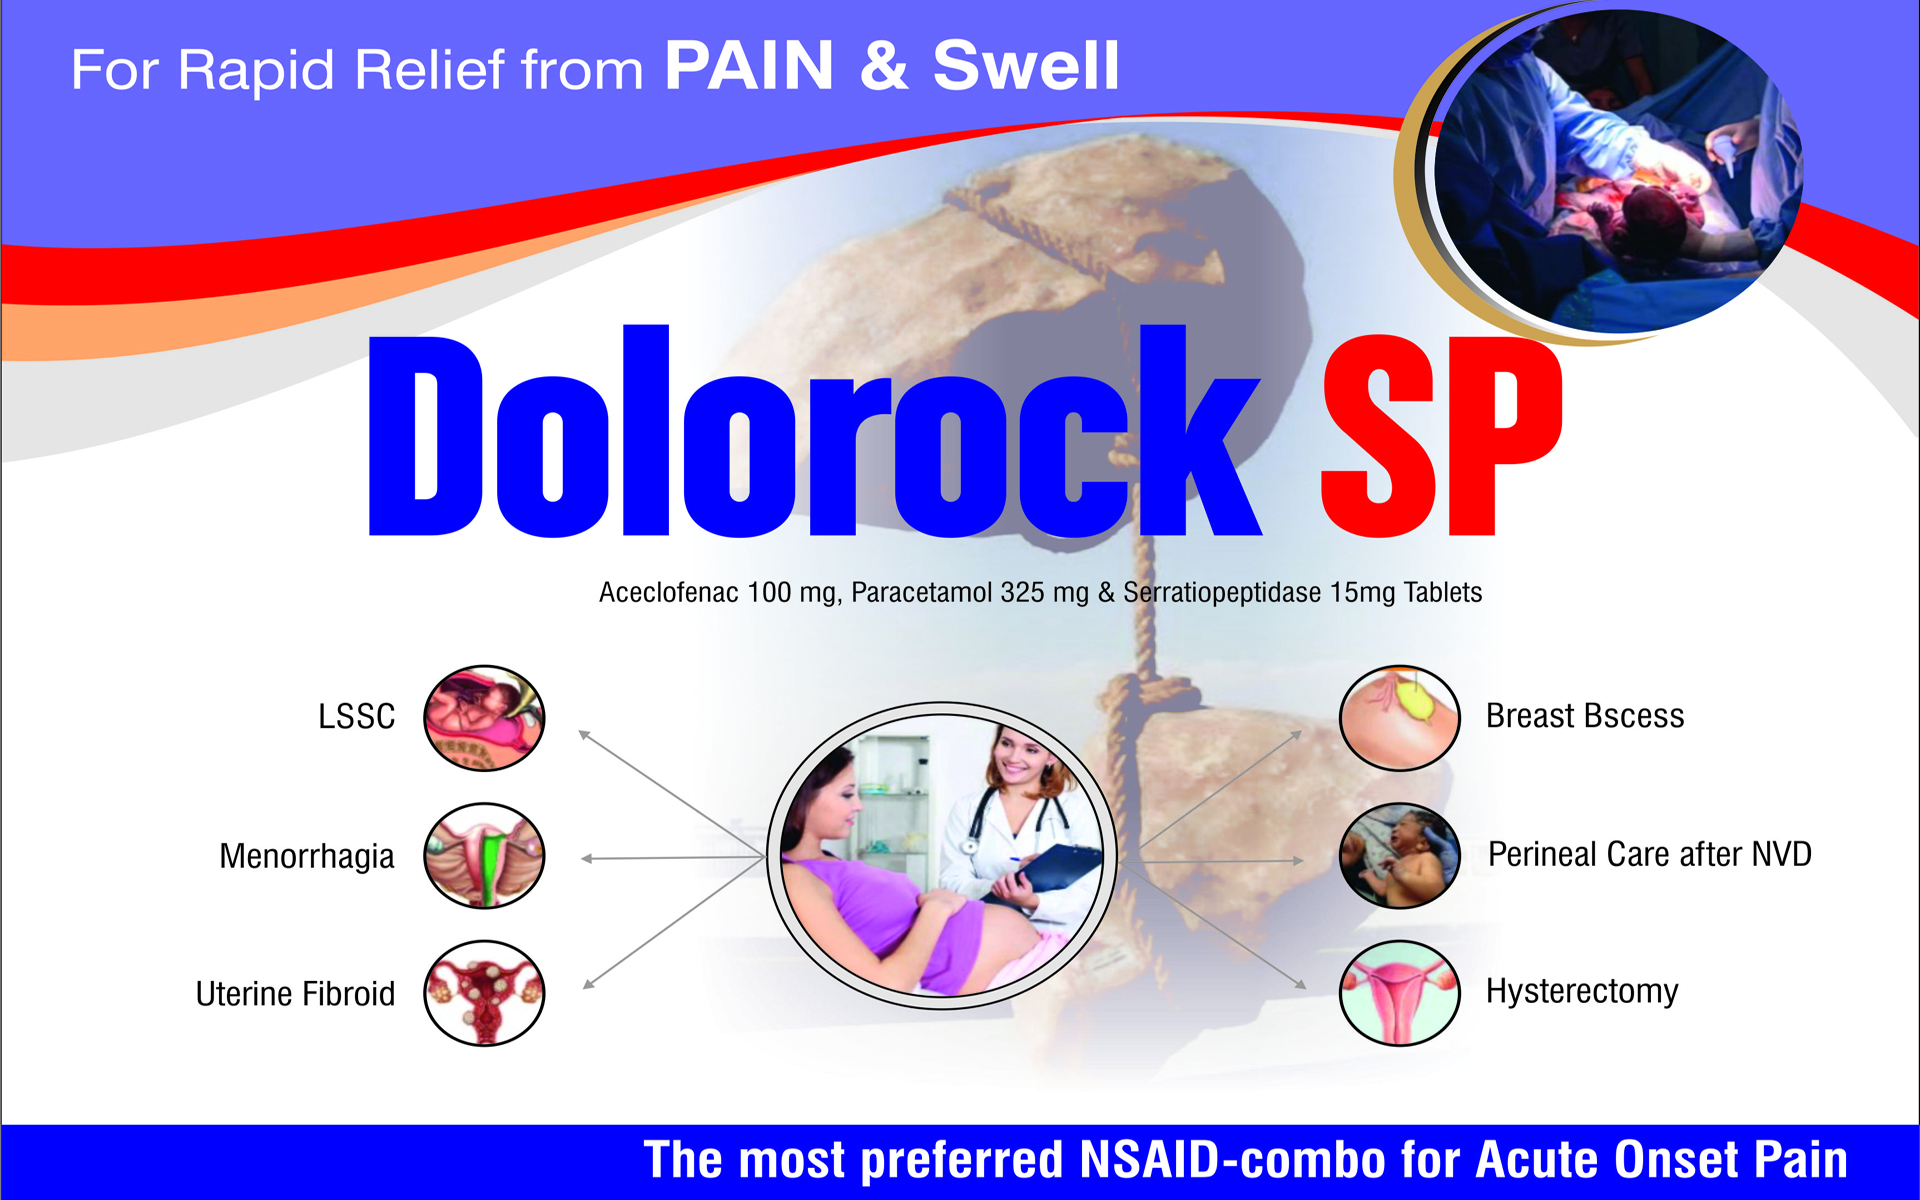 For Rapid Relief from PAIN & Swell
Dolorock SP
Aceclofenac 100 mg, Paracetamol 325 mg & Serratiopeptidase 15mg Tablets
LSSC
Menorrhagia
Uterine Fibroid
Breast Bscess
Perineal Care after NVD
Hysterectomy
The most preferred NSAID-combo for Acute Onset Pain